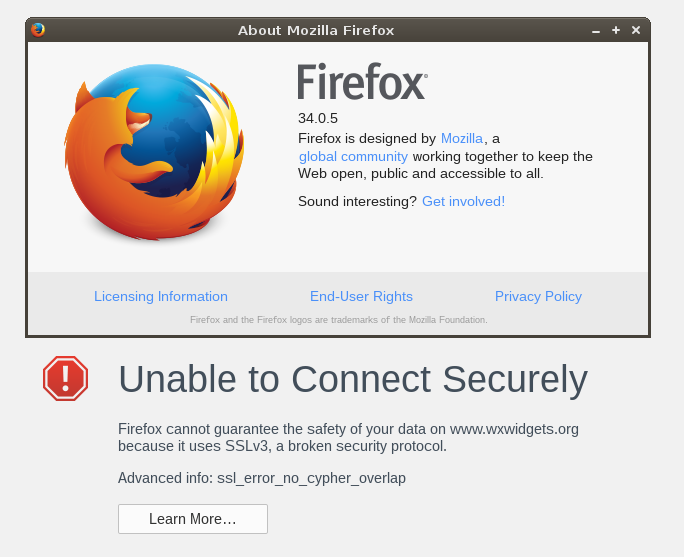 About Mozilla Firefox
Firefox
34.0.5
Firefox is designed by Mozilla, a
global community working together to keep the
Web open, public and accessible to all.
Sound interesting? Get involved!
Licensing Information End-User Rights Privacy Policy
Firefox and the Firefox logos are trademarks of the Mozilla Foundation.
Unable to Connect Securely
Firefox cannot guarantee the safety of your data on www.wxwidgets.org
because it uses SSLv3, a broken security protocol.
Advanced info: ssl_error_no_cypher_overlap
Learn More…